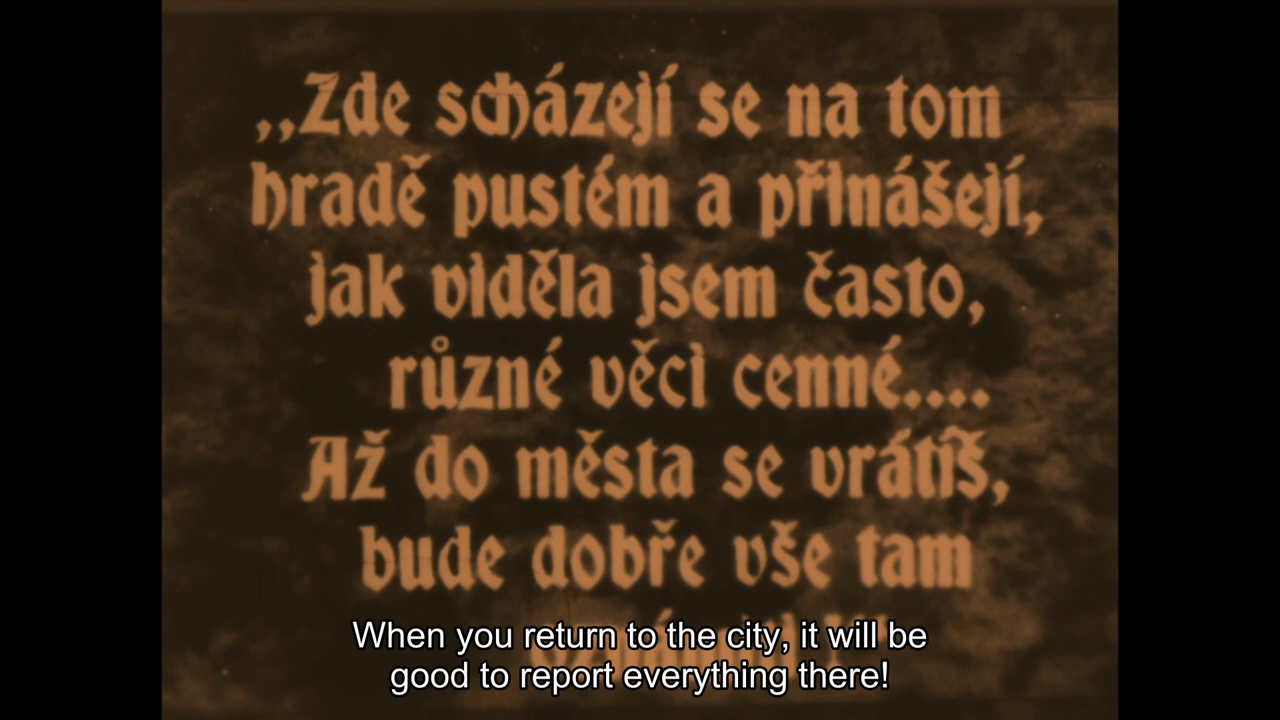 ,,Zde scházejí se na tom
hradě pustém a přinášejí,
jak viděla jsem často,
různé věci cenné....
Až do města se vrátíš,
bude dobře vše tam
When you return to the city, it will be
good to report everything there!